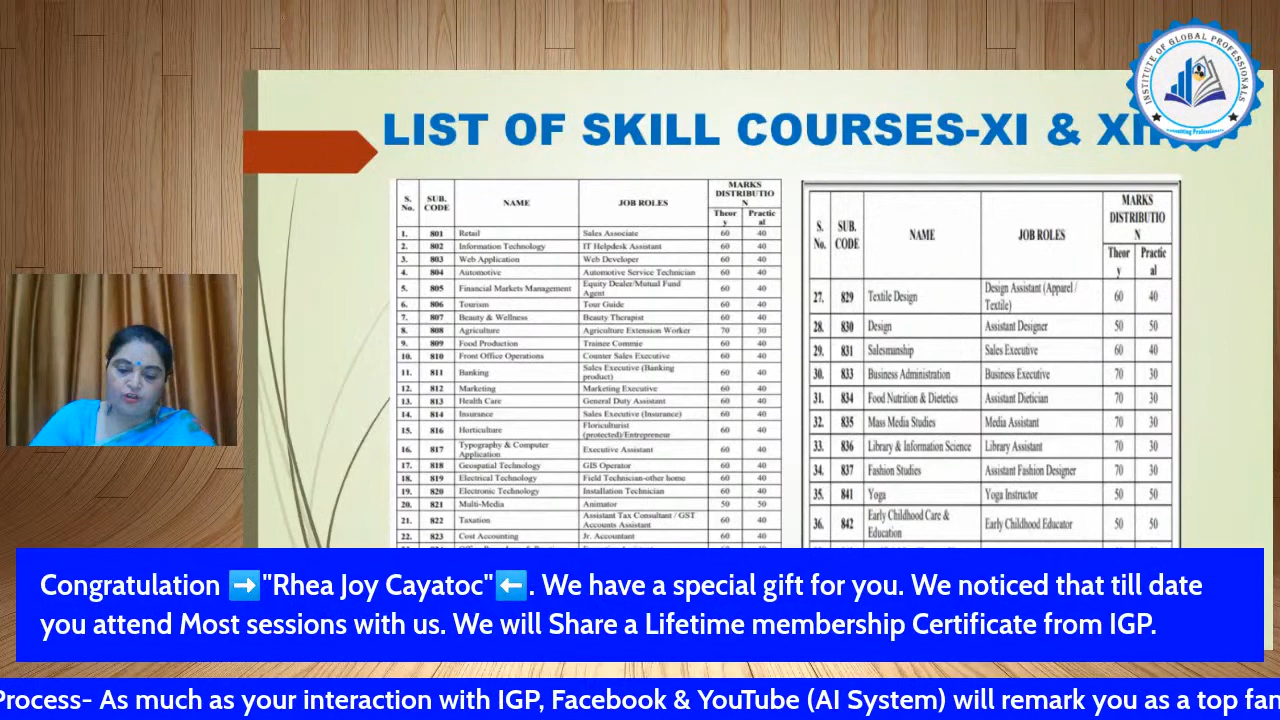 INSTITUTE OF GLOBAL PROFESSIONALS
LIST OF SKILL COURSES-XI &
S. No. SUB. CODE NAME JOB ROLES MARKS DISTRIBUTION Theory Practical
1. 801 Retail Sales Associate 60 40
2. 802 Information Technology IT Helpdesk Assistant 60 40
3. 803 Web Application Web Developer 60 40
4. 804 Automotive Automotive Service Technician 60 40
5. 805 Financial Markets Management Equity Dealer/Mutual Fund Agent 60 40
6. 806 Tourism Tour Guide 60 40
7. 807 Beauty & Wellness Beauty Therapist 60 40
8. 808 Agriculture Agriculture Extension Worker 70 30
9. 809 Food Production Trainee Commie 60 40
10. 810 Front Office Operations Counter Sales Executive 60 40
11. 811 Banking Sales Executive (Banking product) 60 40
12. 812 Marketing Marketing Executive 60 40
13. 813 Health Care General Duty Assistant 60 40
14. 814 Insurance Sales Executive (Insurance) 60 40
15. 816 Horticulture Floriculturist (protected)/Entrepreneur 60 40
16. 817 Typography & Computer Application Executive Assistant 60 40
17. 818 Geospatial Technology GIS Operator 60 40
18. 819 Electrical Technology Field Technician-other home 60 40
19. 820 Electronic Technology Installation Technician 60 40
20. 821 Multi-Media Animator 50 50
21. 822 Taxation Assistant Tax Consultant / GST Accounts Assistant 60 40
22. 823 Cost Accounting Jr. Accountant 60 40
S. No. SUB. CODE NAME JOB ROLES MARKS DISTRIBUTION Theory Practical
27. 829 Textile Design Design Assistant (Apparel / Textile) 60 40
28. 830 Design Assistant Designer 50 50
29. 831 Salesmanship Sales Executive 60 40
30. 833 Business Administration Business Executive 70 30
31. 834 Food Nutrition & Dietetics Assistant Dietician 70 30
32. 835 Mass Media Studies Media Assistant 70 30
33. 836 Library & Information Science Library Assistant 70 30
34. 837 Fashion Studies Assistant Fashion Designer 70 30
35. 841 Yoga Yoga Instructor 50 50
36. 842 Early Childhood Care & Education Early Childhood Educator 50 50
Congratulation ➡️"Rhea Joy Cayatoc"⬅️. We have a special gift for you. We noticed that till date
you attend Most sessions with us. We will Share a Lifetime membership Certificate from IGP.
Process- As much as your interaction with IGP, Facebook & YouTube (AI System) will remark you as a top fan